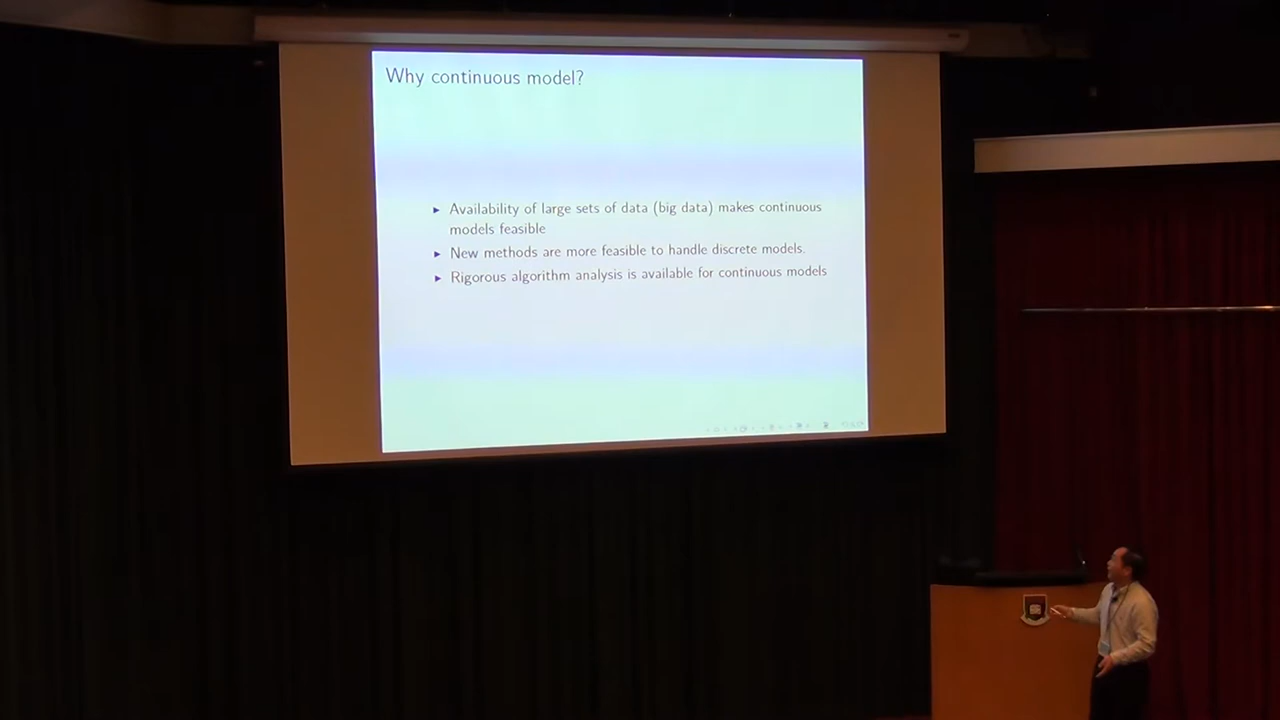 Why continuous model?
Availability of large sets of data (big data) makes continuous
models feasible
New methods are more feasible to handle discrete models.
Rigorous algorithm analysis is available for continuous models